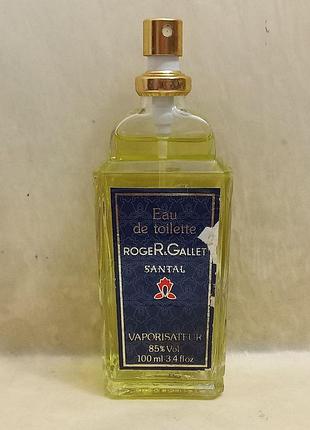 Eau
de toilette
ROGER&GALLET
SANTAL
VAPORISATEUR
85% Vol
100 ml 3.4 fl oz